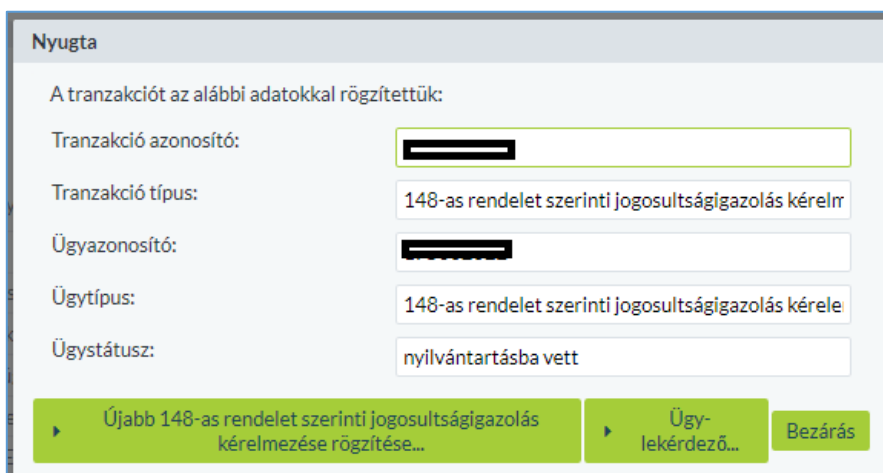 Nyugta
A tranzakciót az alábbi adatokkal rögzítettük:
Tranzakció azonosító:
Tranzakció típus: 148-as rendelet szerinti jogosultságigazolás kérelm
Ügyazonosító:
Ügytípus: 148-as rendelet szerinti jogosultságigazolás kérele
Ügystátusz: nyilvántartásba vett
Újabb 148-as rendelet szerinti jogosultságigazolás
kérelmezése rögzítése...
Ügy-
lekérdező...
Bezárás